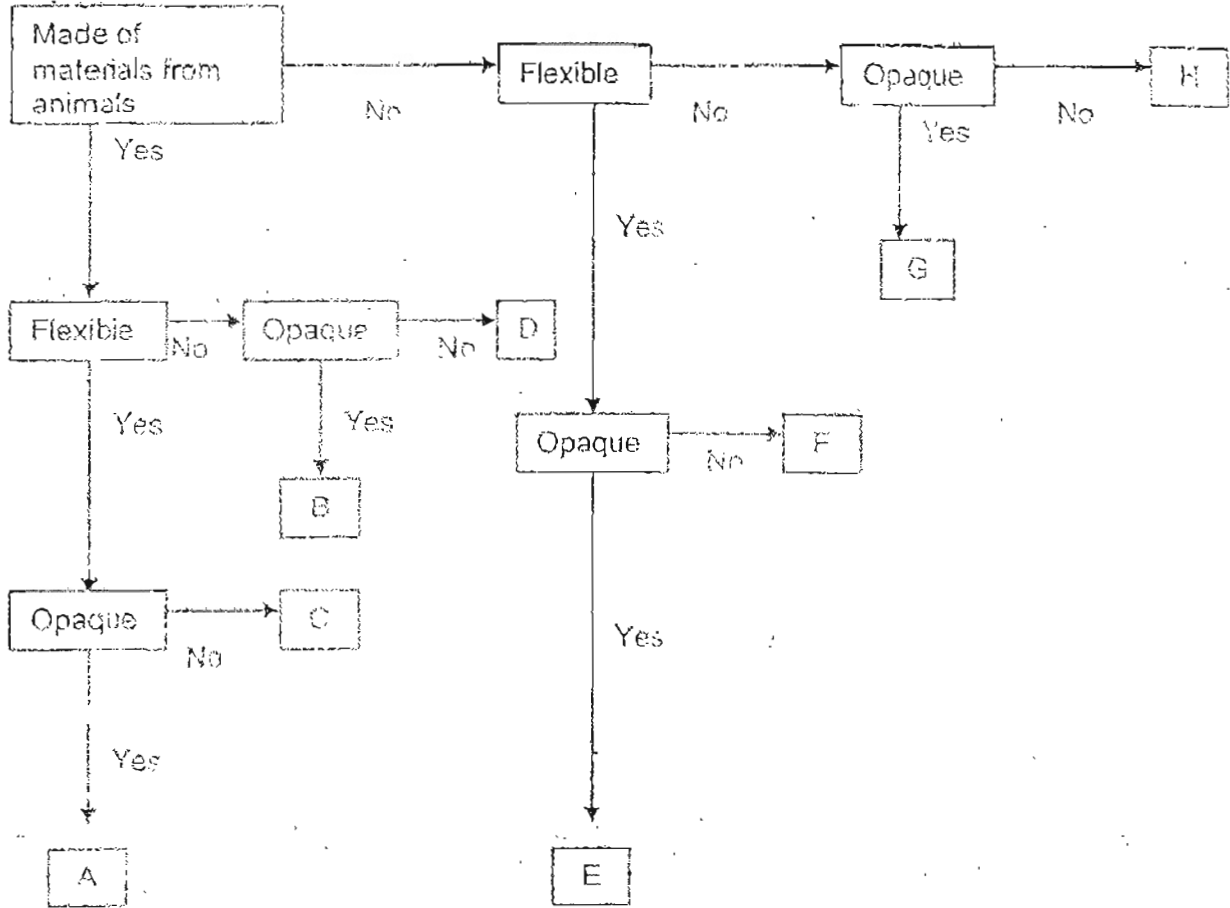 Made of
materials from
animals
No
Flexible
No
Opaque
No
H
Yes
Yes
Yes
G
Flexible
No
Opaque
No
D
Yes
Yes
Opaque
No
F
B
Opaque
No
C
Yes
Yes
A
E